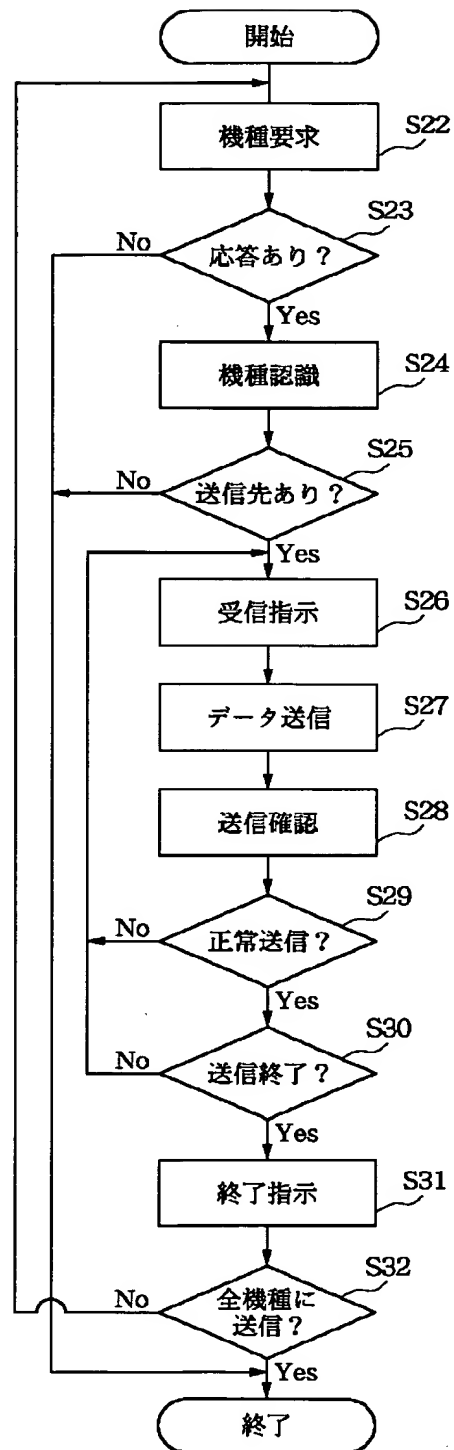 開始
機種要求
S22
応答あり?
S23
No
Yes
機種認識
S24
送信先あり?
S25
No
Yes
受信指示
S26
データ送信
S27
送信確認
S28
正常送信?
S29
No
Yes
送信終了?
S30
No
Yes
終了指示
S31
全機種に
送信?
S32
No
Yes
終了